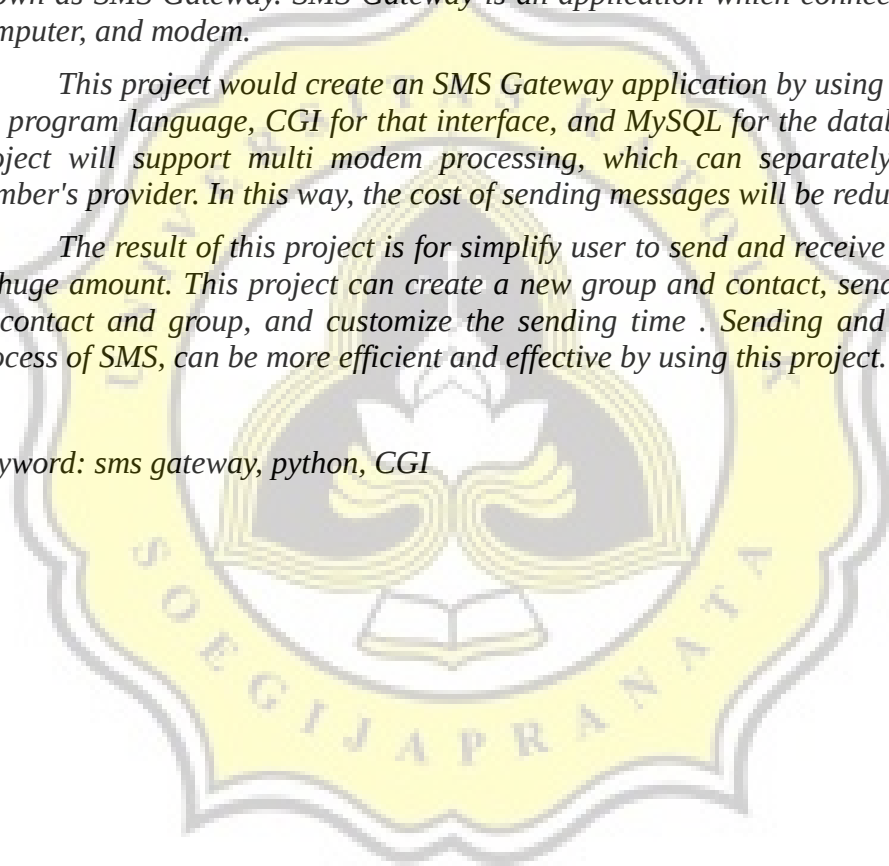 own as SMS Gateway. SMS Gateway is an application which connec
mputer, and modem.
This project would create an SMS Gateway application by using
program language, CGI for that interface, and MySQL for the datal
oject will support multi modem processing, which can separately
mber's provider. In this way, the cost of sending messages will be redu
The result of this project is for simplify user to send and receive
huge amount. This project can create a new group and contact, send
contact and group, and customize the sending time . Sending and
ocess of SMS, can be more efficient and effective by using this project.
yword: sms gateway, python, CGI
UNIVERSITAS KATOLIK
SOEGIJAPRANATA